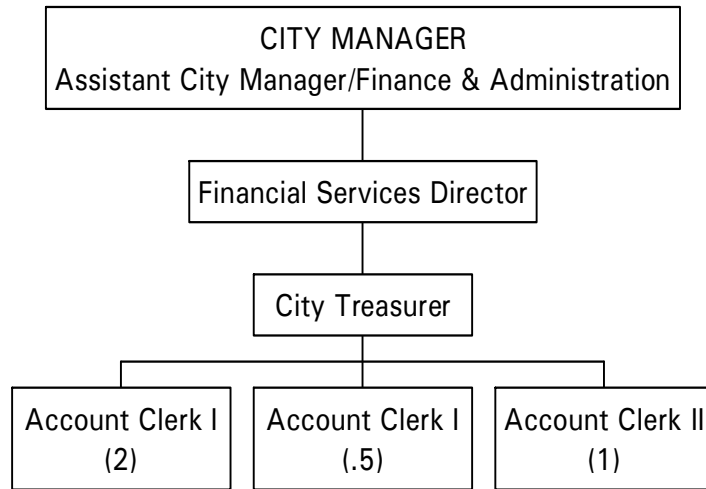 CITY MANAGER
Assistant City Manager/Finance & Administration
Financial Services Director
City Treasurer
Account Clerk I
(2)
Account Clerk I
(.5)
Account Clerk II
(1)